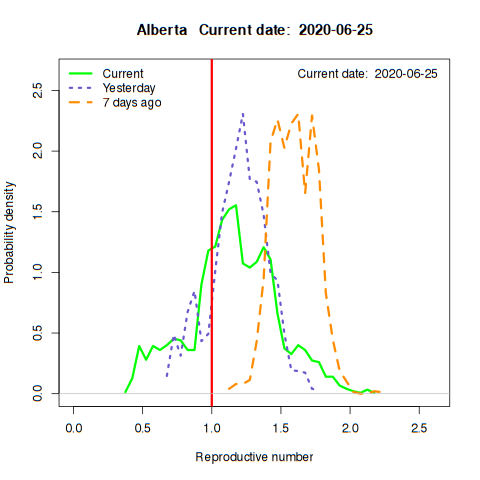 Alberta Current date: 2020-06-25
Current
Yesterday
7 days ago
Current date: 2020-06-25
Probability density
2.5
2.0
1.5
1.0
0.5
0.0
0.0 0.5 1.0 1.5 2.0 2.5
Reproductive number